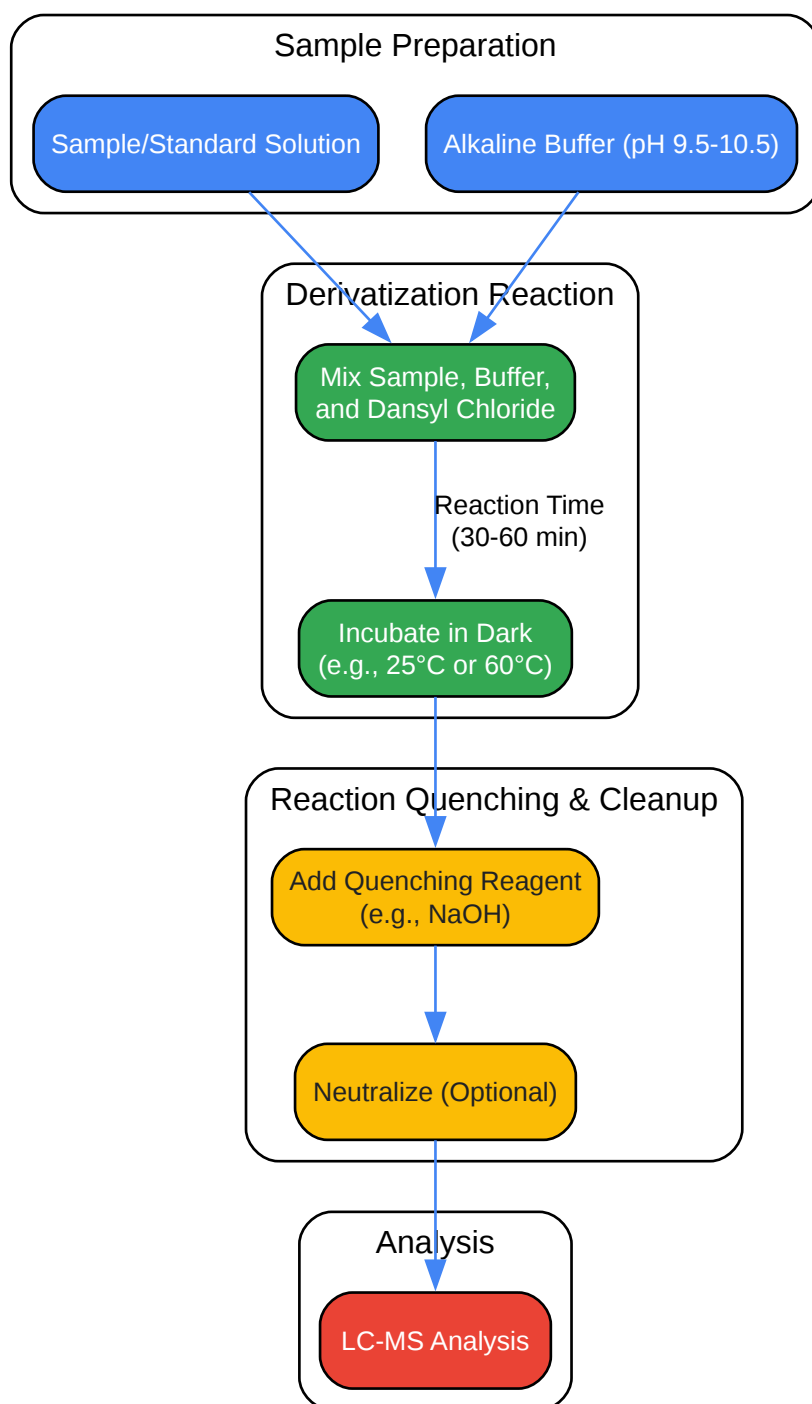 Sample Preparation
Sample/Standard Solution
Alkaline Buffer (pH 9.5-10.5)
Derivatization Reaction
Mix Sample, Buffer,
and Dansyl Chloride
Reaction Time
(30-60 min)
Incubate in Dark
(e.g., 25°C or 60°C)
Reaction Quenching & Cleanup
Add Quenching Reagent
(e.g., NaOH)
Neutralize (Optional)
Analysis
LC-MS Analysis